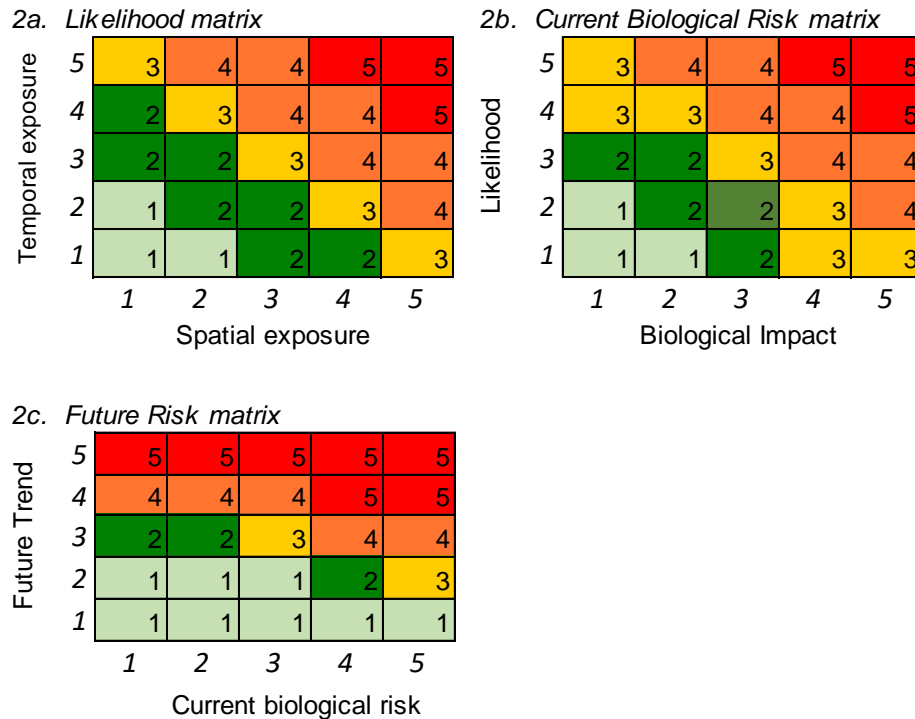 2a. Likelihood matrix
Temporal exposure
5 3 4 4 5 5
4 2 3 4 4 5
3 2 2 3 4 4
2 1 2 2 3 4
1 1 1 2 2 3
1 2 3 4 5
Spatial exposure
2b. Current Biological Risk matrix
Likelihood
5 3 4 4 5 5
4 3 3 4 4 5
3 2 2 3 4 4
2 1 2 2 3 4
1 1 1 2 3 3
1 2 3 4 5
Biological Impact
2c. Future Risk matrix
Future Trend
5 5 5 5 5 5
4 4 4 4 5 5
3 2 2 3 4 4
2 1 1 1 2 3
1 1 1 1 1 1
1 2 3 4 5
Current biological risk